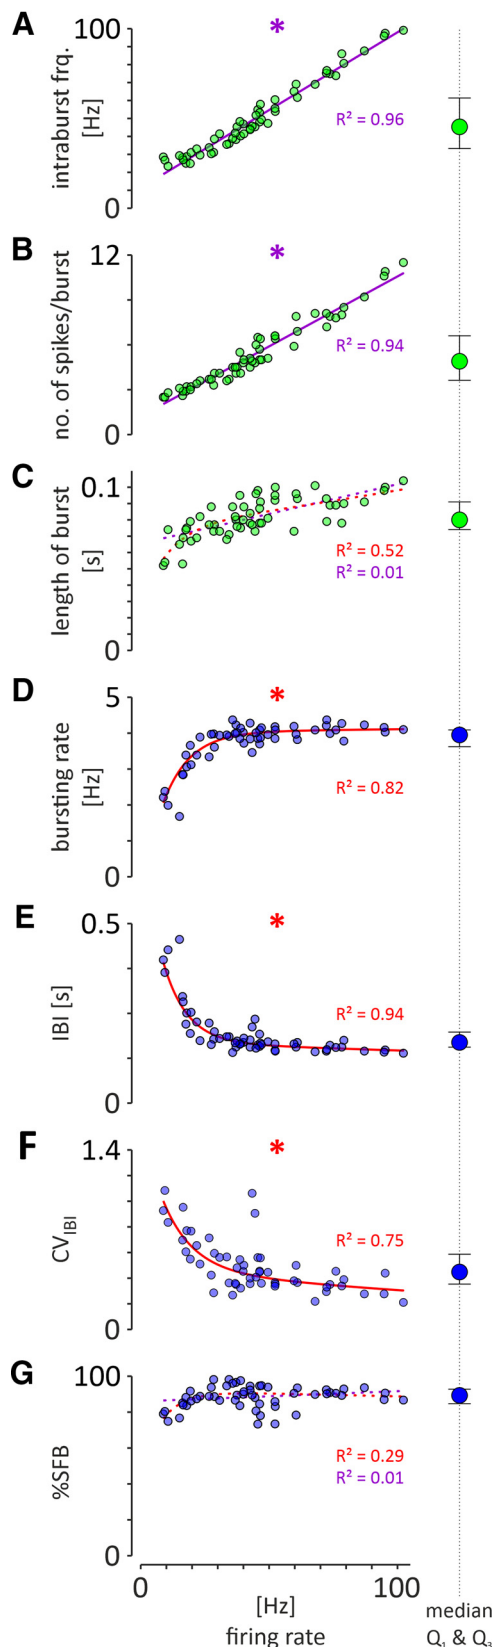 A
100
intraburst frq.
[Hz]
*
R² = 0.96
0
B
12
no. of spikes/burst
*
R² = 0.94
0
C
0.1
length of burst
[s]
R² = 0.52
R² = 0.01
0
D
5
bursting rate
[Hz]
*
R² = 0.82
0
E
0.5
IBI [s]
*
R² = 0.94
0
F
1.4
CV_IBI
*
R² = 0.75
0
G
100
%SFB
R² = 0.29
R² = 0.01
0
0 100
[Hz]
firing rate
median
Q₁ & Q₃